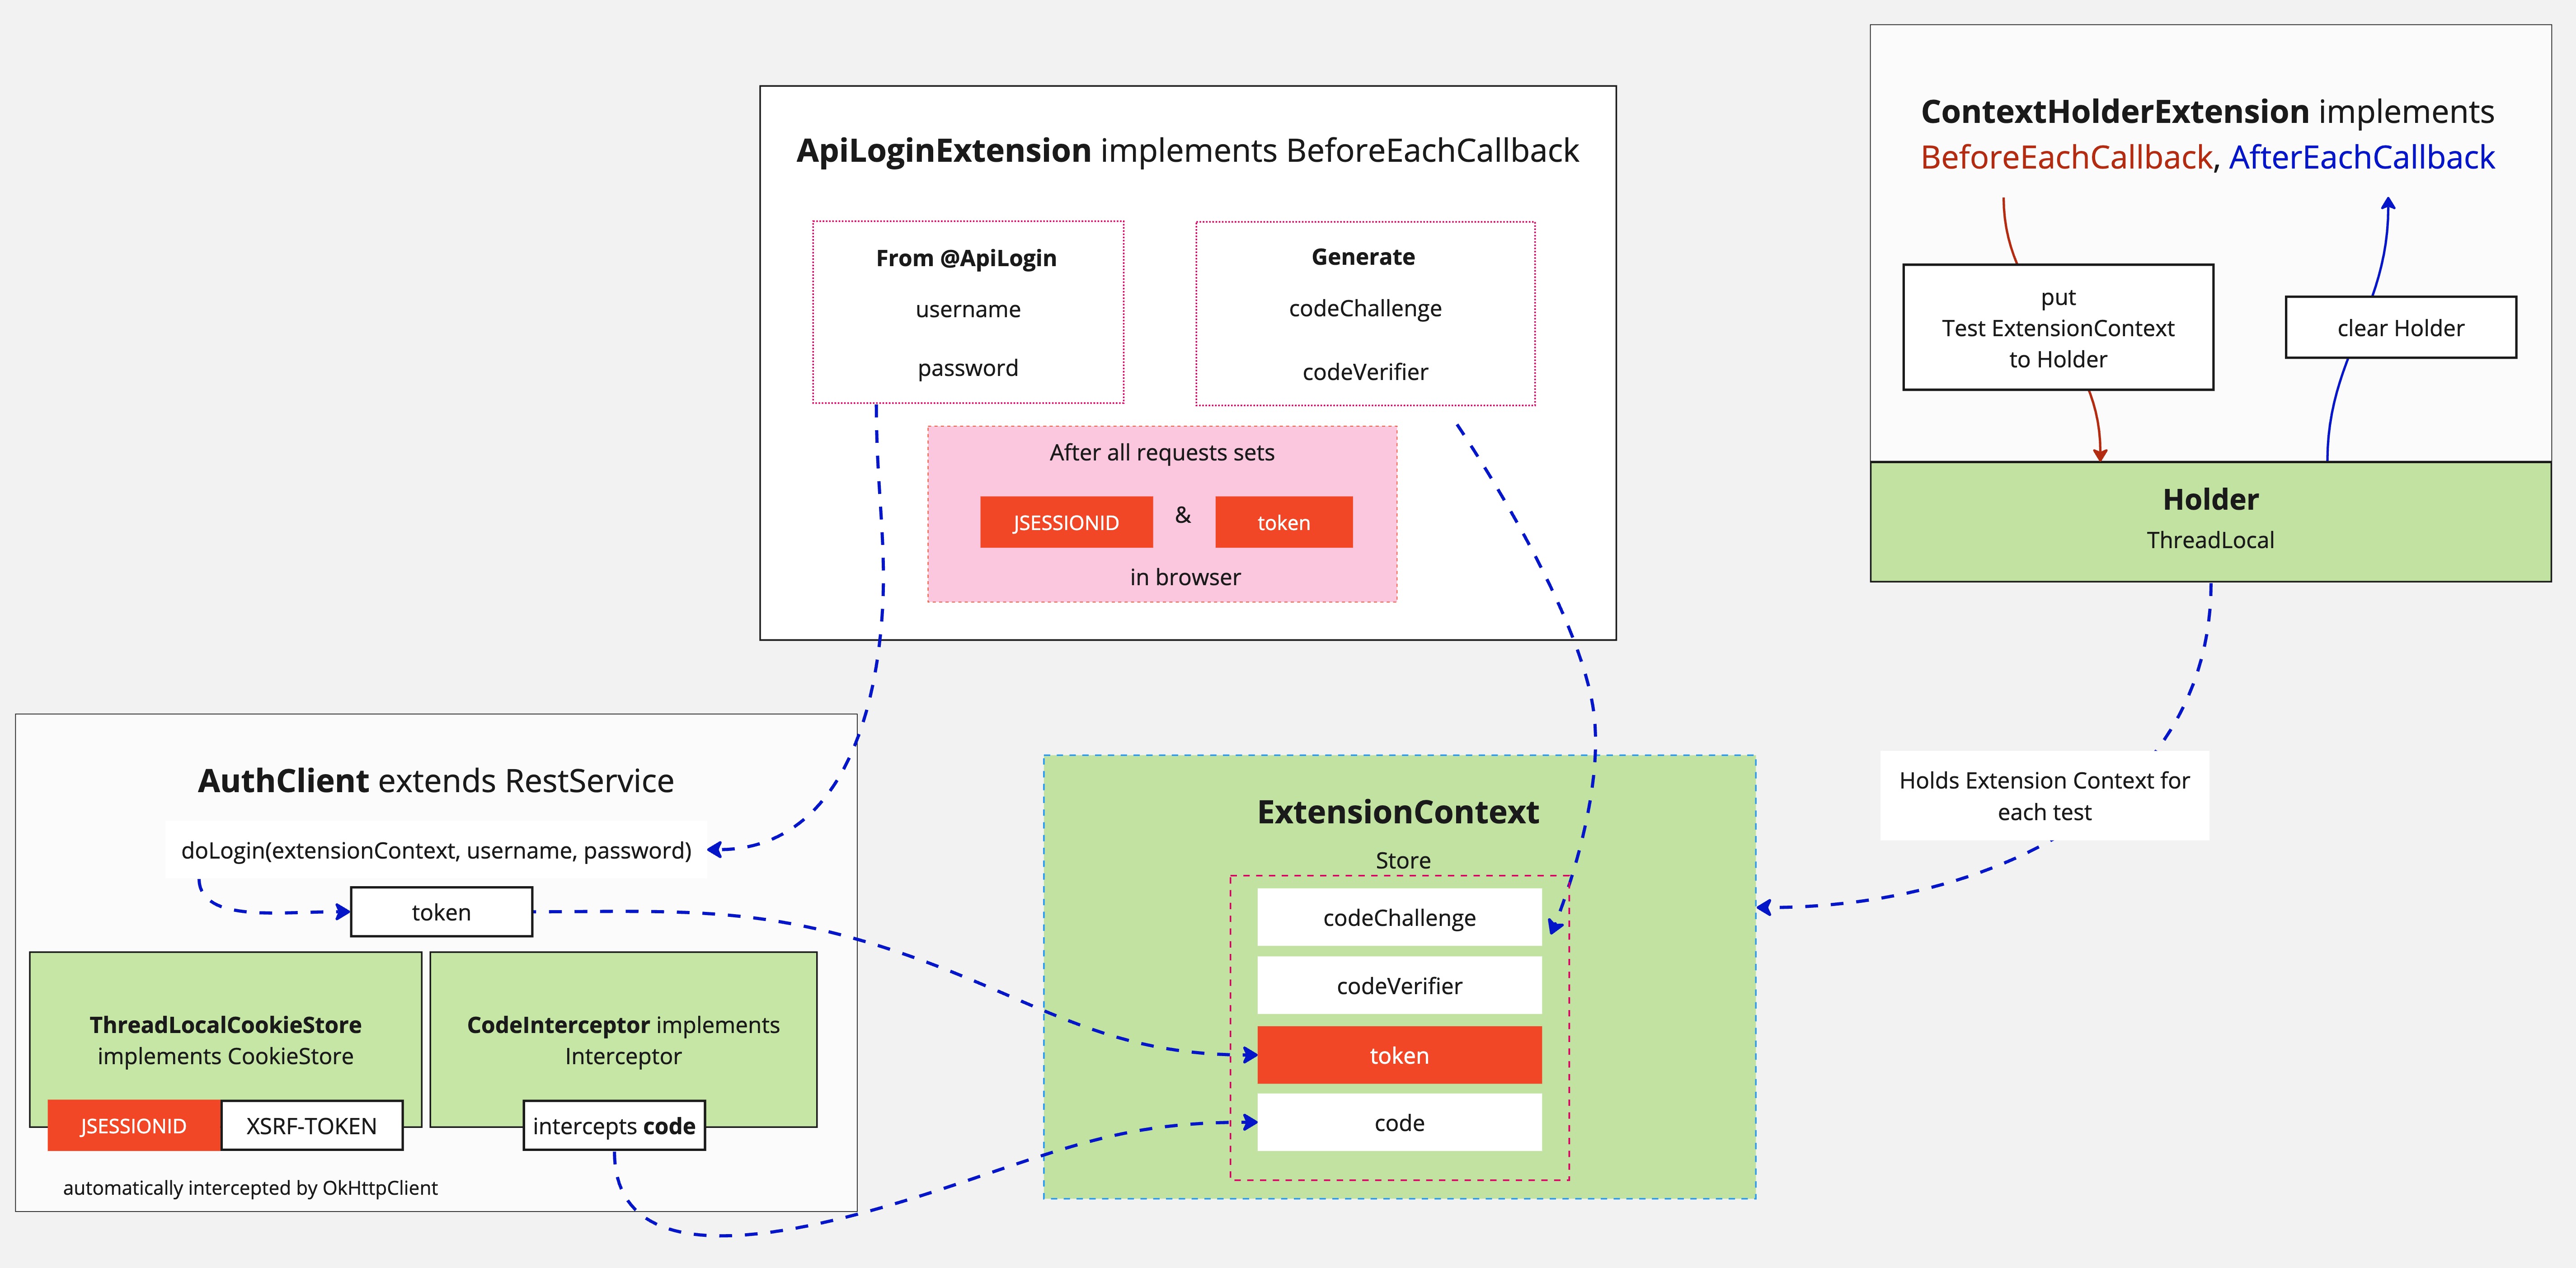 ApiLoginExtension implements BeforeEachCallback
From @ApiLogin
username
password
Generate
codeChallenge
codeVerifier
After all requests sets
JSESSIONID & token
in browser
ContextHolderExtension implements
BeforeEachCallback, AfterEachCallback
put
Test ExtensionContext
to Holder
clear Holder
Holder
ThreadLocal
Holds Extension Context for
each test
AuthClient extends RestService
doLogin(extensionContext, username, password)
token
ThreadLocalCookieStore
implements CookieStore
JSESSIONID
XSRF-TOKEN
automatically intercepted by OkHttpClient
CodeInterceptor implements
Interceptor
intercepts code
ExtensionContext
Store
codeChallenge
codeVerifier
token
code